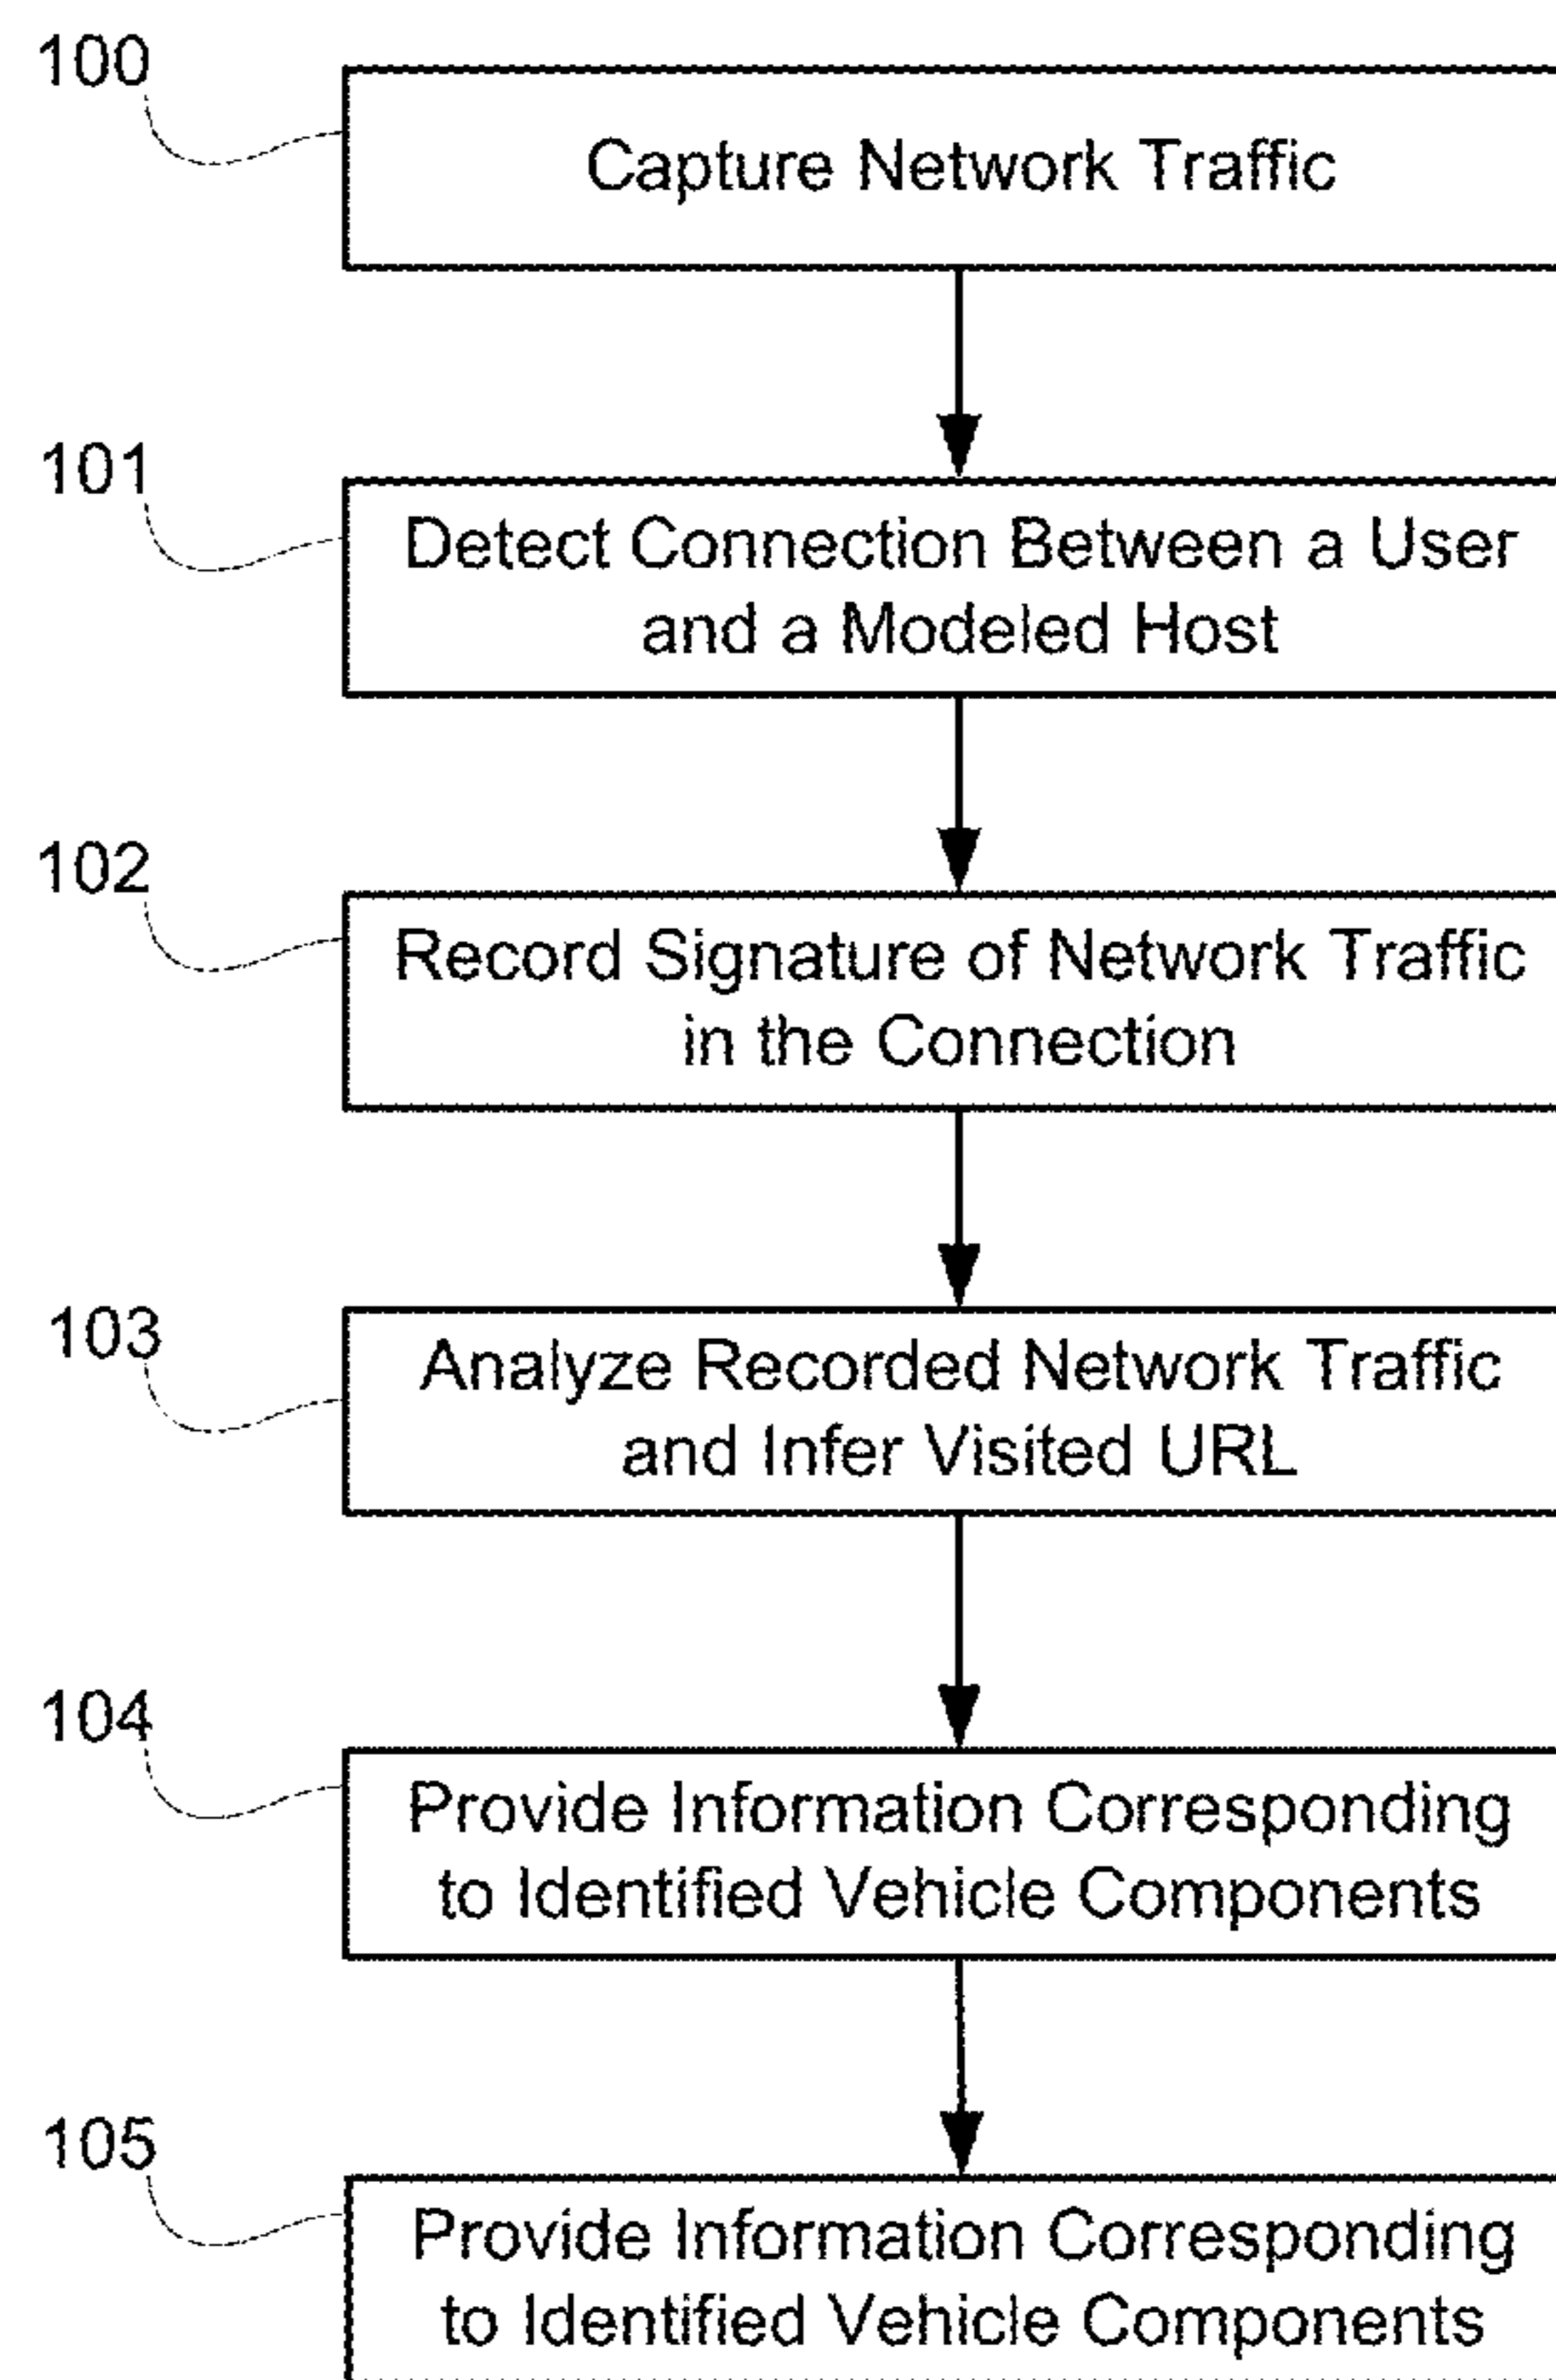 100
Capture Network Traffic
101
Detect Connection Between a User
and a Modeled Host
102
Record Signature of Network Traffic
in the Connection
103
Analyze Recorded Network Traffic
and Infer Visited URL
104
Provide Information Corresponding
to Identified Vehicle Components
105
Provide Information Corresponding
to Identified Vehicle Components